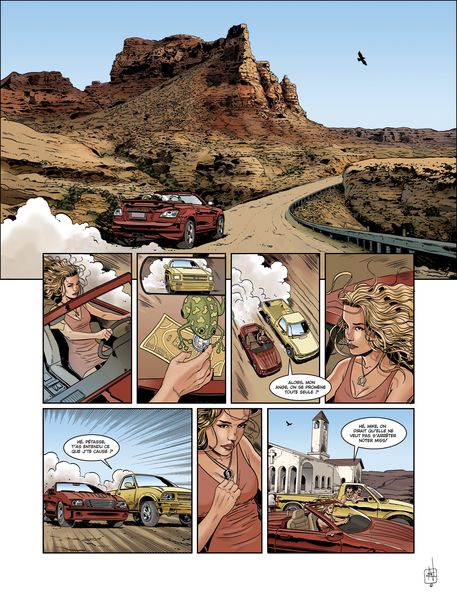 ALORS, MON
ANGE, ON SE PROMÈNE
TOUTE SEULE ?
HÉ, PÉTASSE,
T'AS ENTENDU CE
QUE J'TE CAUSE ?
HÉ, MIKE, ON
DIRAIT QU'ELLE NE
VEUT PAS S'ARRÊTER
NOTER MISS!